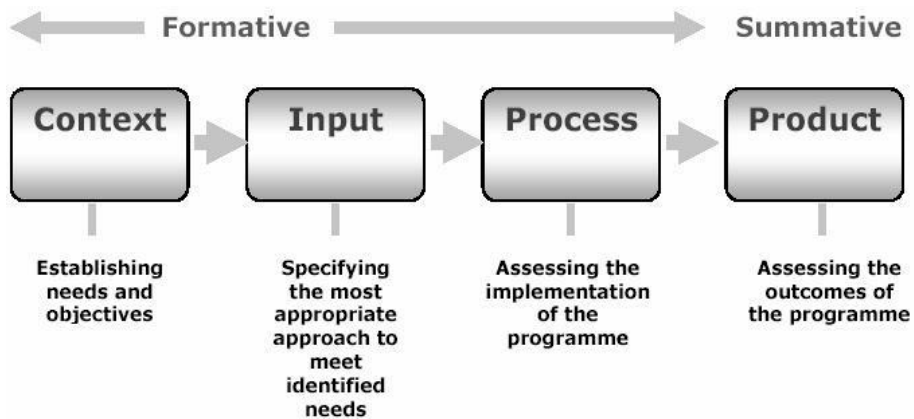 Formative
Summative
Context
Input
Process
Product
Establishing
needs and
objectives
Specifying
the most
appropriate
approach to
meet
identified
needs
Assessing the
implementation
of the
programme
Assessing the
outcomes of
the programme